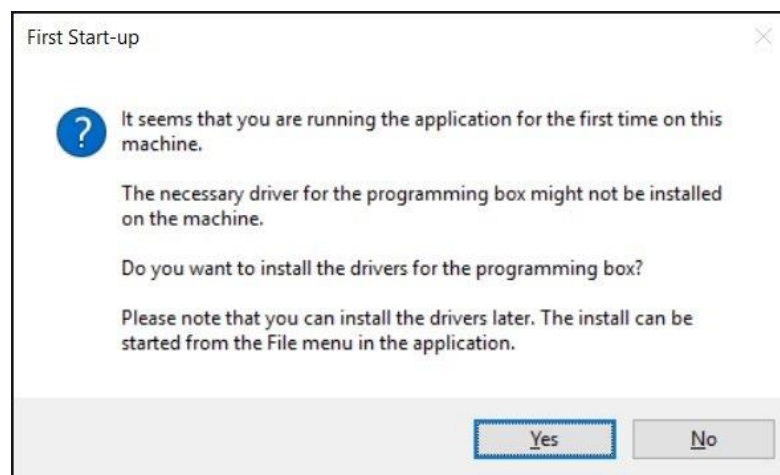 First Start-up
It seems that you are running the application for the first time on this
machine.
The necessary driver for the programming box might not be installed
on the machine.
Do you want to install the drivers for the programming box?
Please note that you can install the drivers later. The install can be
started from the File menu in the application.
Yes
No